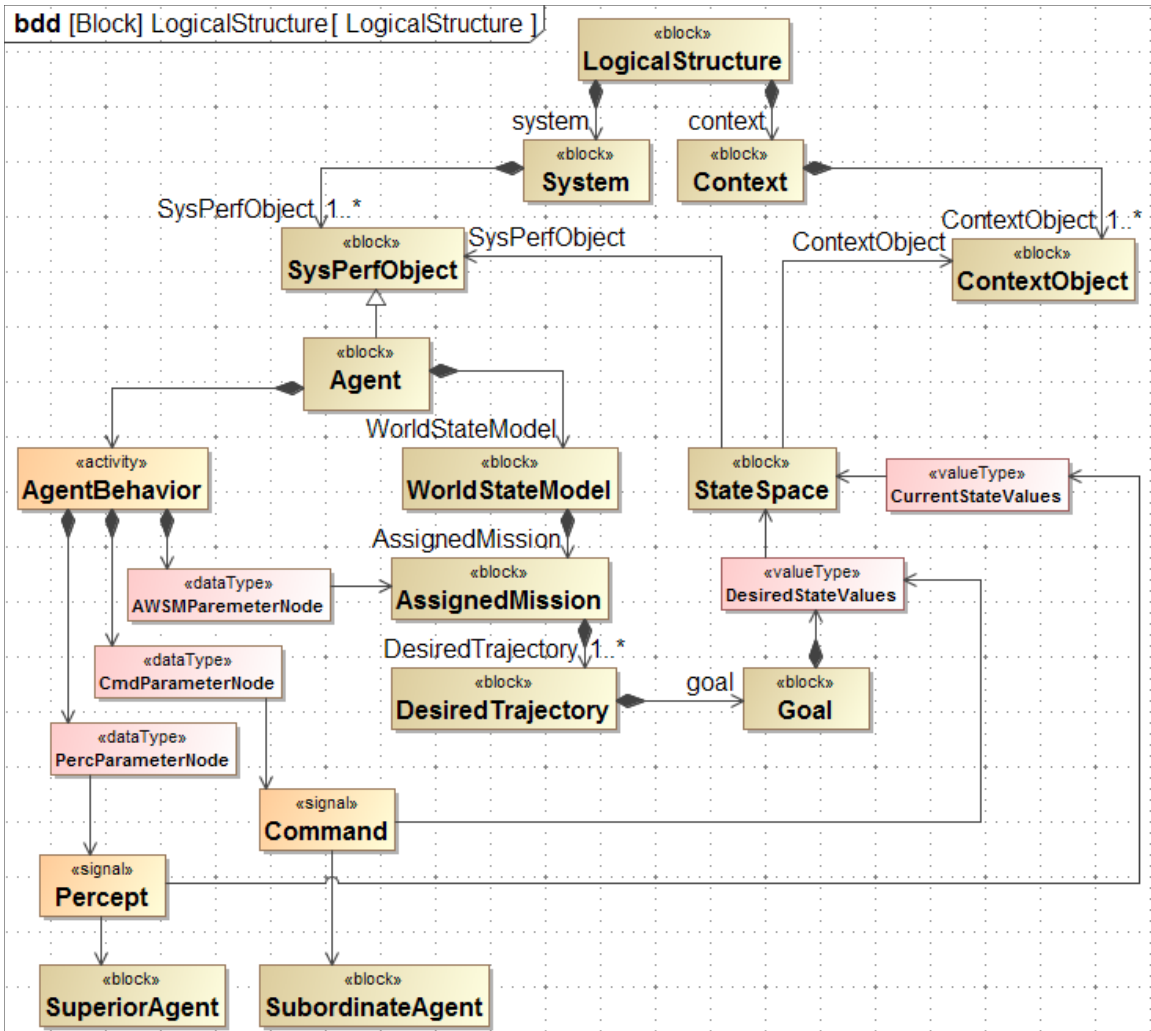 bdd [Block] LogicalStructure[ LogicalStructure ]
«block»
LogicalStructure
system
context
«block»
System
«block»
Context
SysPerfObject 1..*
ContextObject 1..*
«block»
SysPerfObject
SysPerfObject
ContextObject
«block»
ContextObject
«block»
Agent
WorldStateModel
«activity»
AgentBehavior
«block»
WorldStateModel
«block»
StateSpace
«valueType»
CurrentStateValues
AssignedMission
«dataType»
AWSMParemeterNode
«block»
AssignedMission
«valueType»
DesiredStateValues
DesiredTrajectory 1..*
«dataType»
CmdParameterNode
«block»
DesiredTrajectory
goal
«block»
Goal
«dataType»
PercParameterNode
«signal»
Command
«signal»
Percept
«block»
SuperiorAgent
«block»
SubordinateAgent